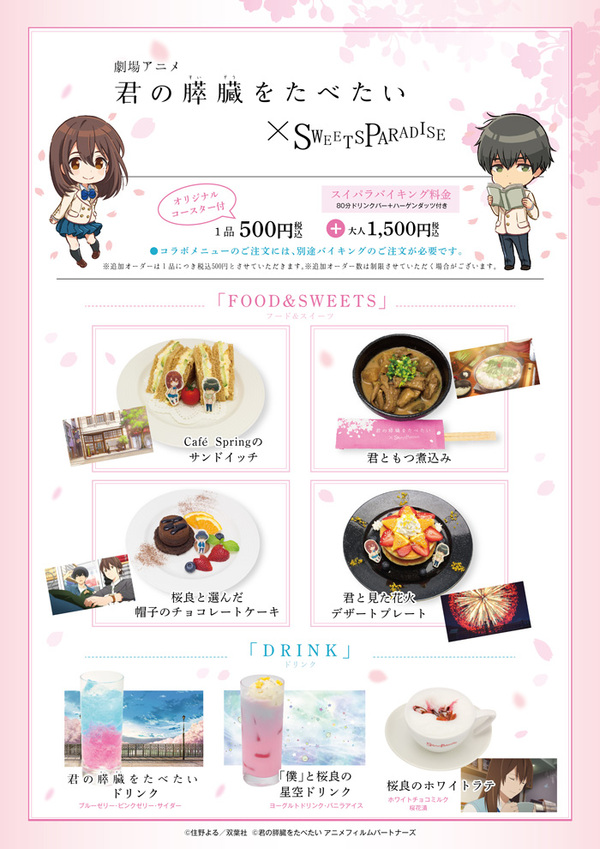 劇場アニメ
君の膵臓をたべたい
すい ぞう
×SWEETSPARADISE
オリジナル
コースター付
1品 500円税込
スイパラバイキング料金
80分ドリンクバー+ハーゲンダッツ付き
+ 大人 1,500円税込
●コラボメニューのご注文には、別途バイキングのご注文が必要です。
※追加オーダーは1品につき税込500円とさせていただきます。※追加オーダー数は制限させていただく場合がございます。
「FOOD&SWEETS」
フード&スイーツ
Café Springの
サンドイッチ
君の膵臓をたべたい
君ともつ煮込み
桜良と選んだ
帽子のチョコレートケーキ
君と見た花火
デザートプレート
「DRINK」
ドリンク
君の膵臓をたべたい
ドリンク
ブルーゼリー・ピンクゼリー・サイダー
「僕」と桜良の
星空ドリンク
ヨーグルトドリンク・バニラアイス
桜良のホワイトラテ
ホワイトチョコミルク
桜花漬
©住野よる/双葉社 ©君の膵臓をたべたい アニメフィルムパートナーズ